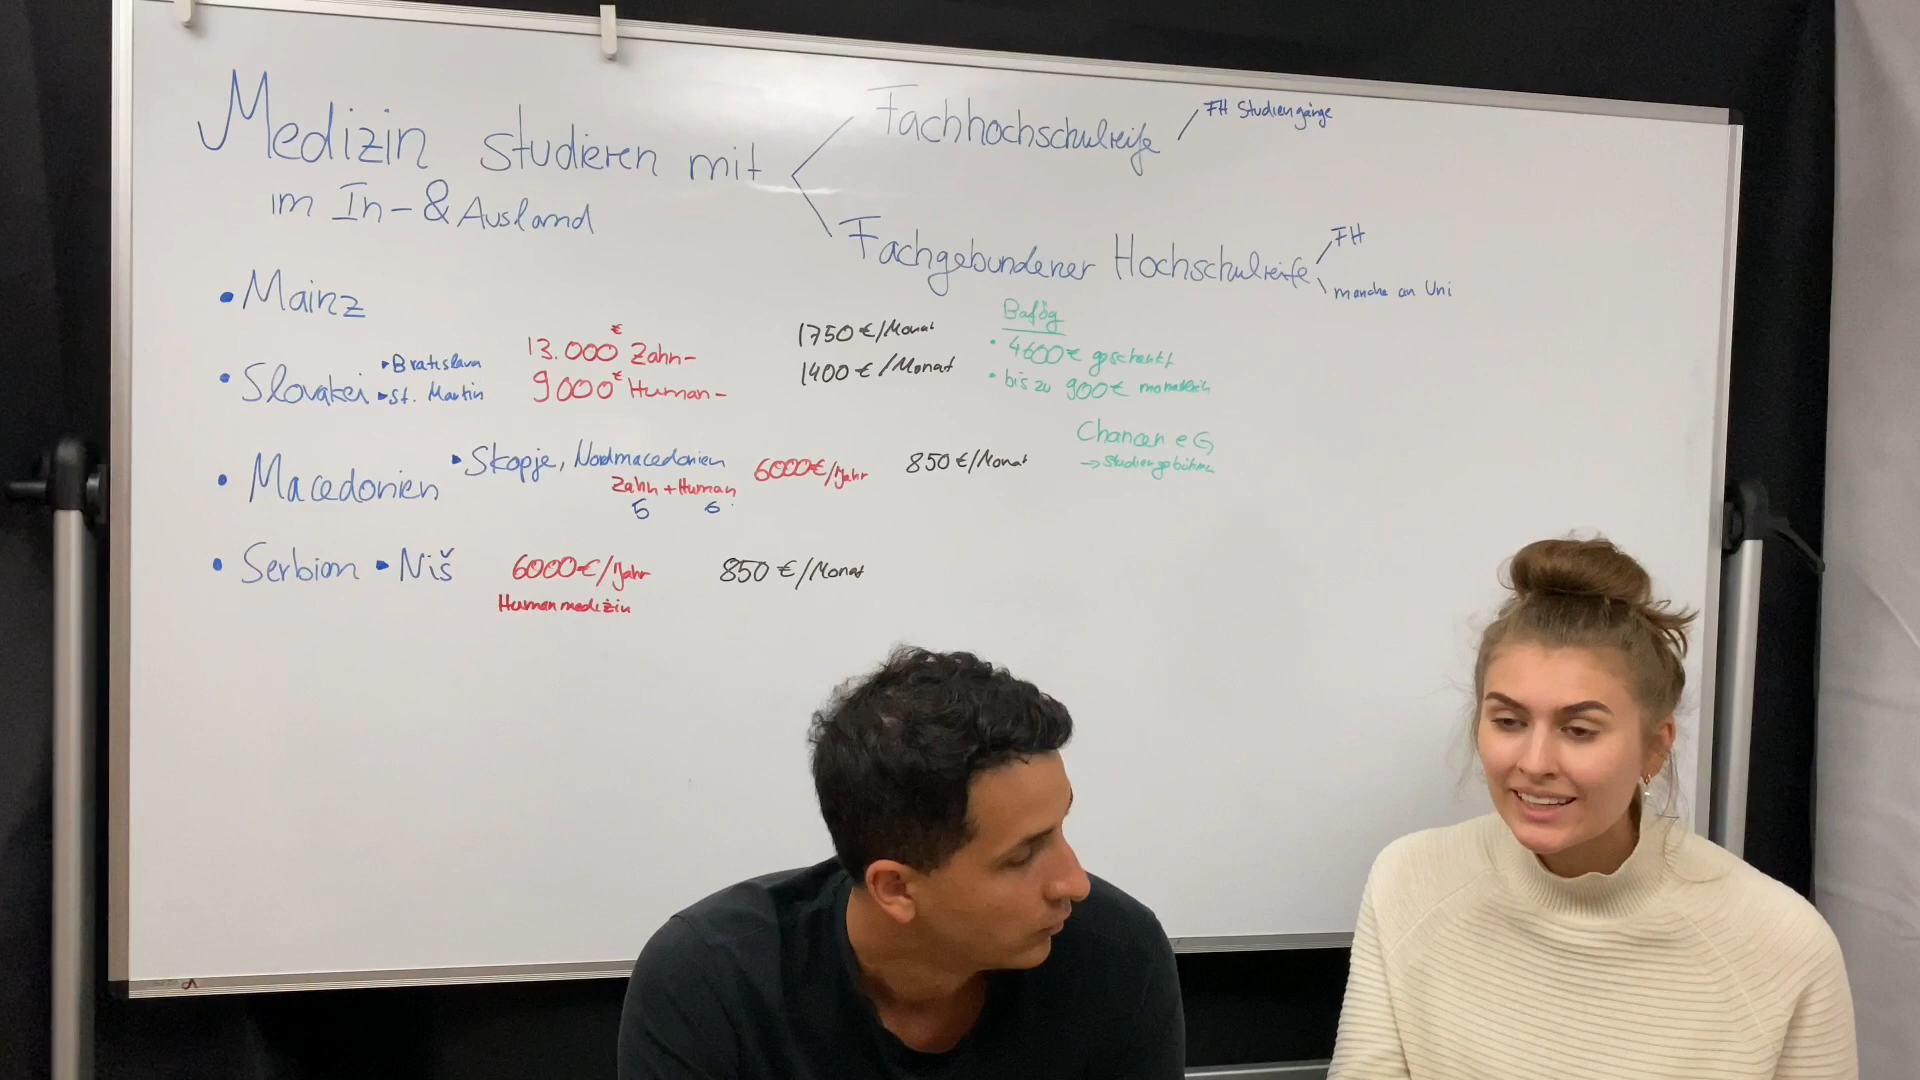 Medizin studieren mit
im In- & Ausland
Fachhochschulreife
FH Studiengänge
Fachgebundener Hochschulreife
FH
manche an Uni
• Mainz
• Slovakei
▸Bratislava
▸St. Martin
13.000€ Zahn-
9000€ Human-
1750€/Monat
1400€/Monat
Bafög
• 4600€ geschenkt
• bis zu 900€ monatlich
Chancen eG
→ Studiengebühren
• Macedonien
▸Skopje, Nordmacedonien
Zahn + Human
5 6
6000€/Jahr
850€/Monat
• Serbien ▸ Niš
6000€/Jahr
Humanmedizin
850€/Monat